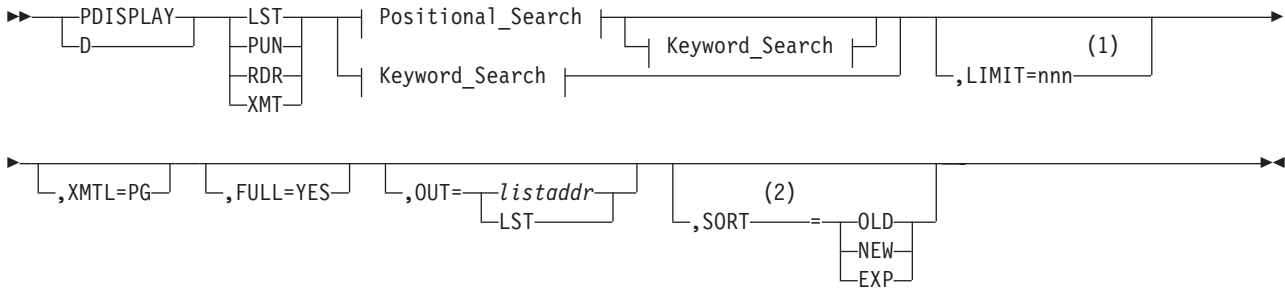 PDISPLAY LST Positional_Search
D PUN Keyword_Search (1)
RDR Keyword_Search ,LIMIT=nnn
XMT
,XMTL=PG ,FULL=YES ,OUT= listaddr (2)
LST ,SORT = OLD
NEW
EXP